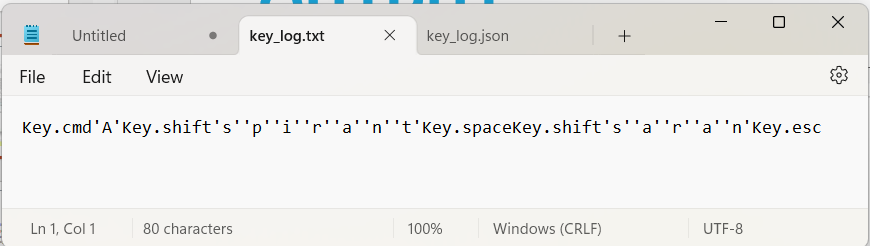 Untitled
key_log.txt
key_log.json
File Edit View
Key.cmd'A'Key.shift's''p''i''r''a''n''t'Key.spaceKey.shift's''a''r''a''n'Key.esc
Ln 1, Col 1
80 characters
100%
Windows (CRLF)
UTF-8